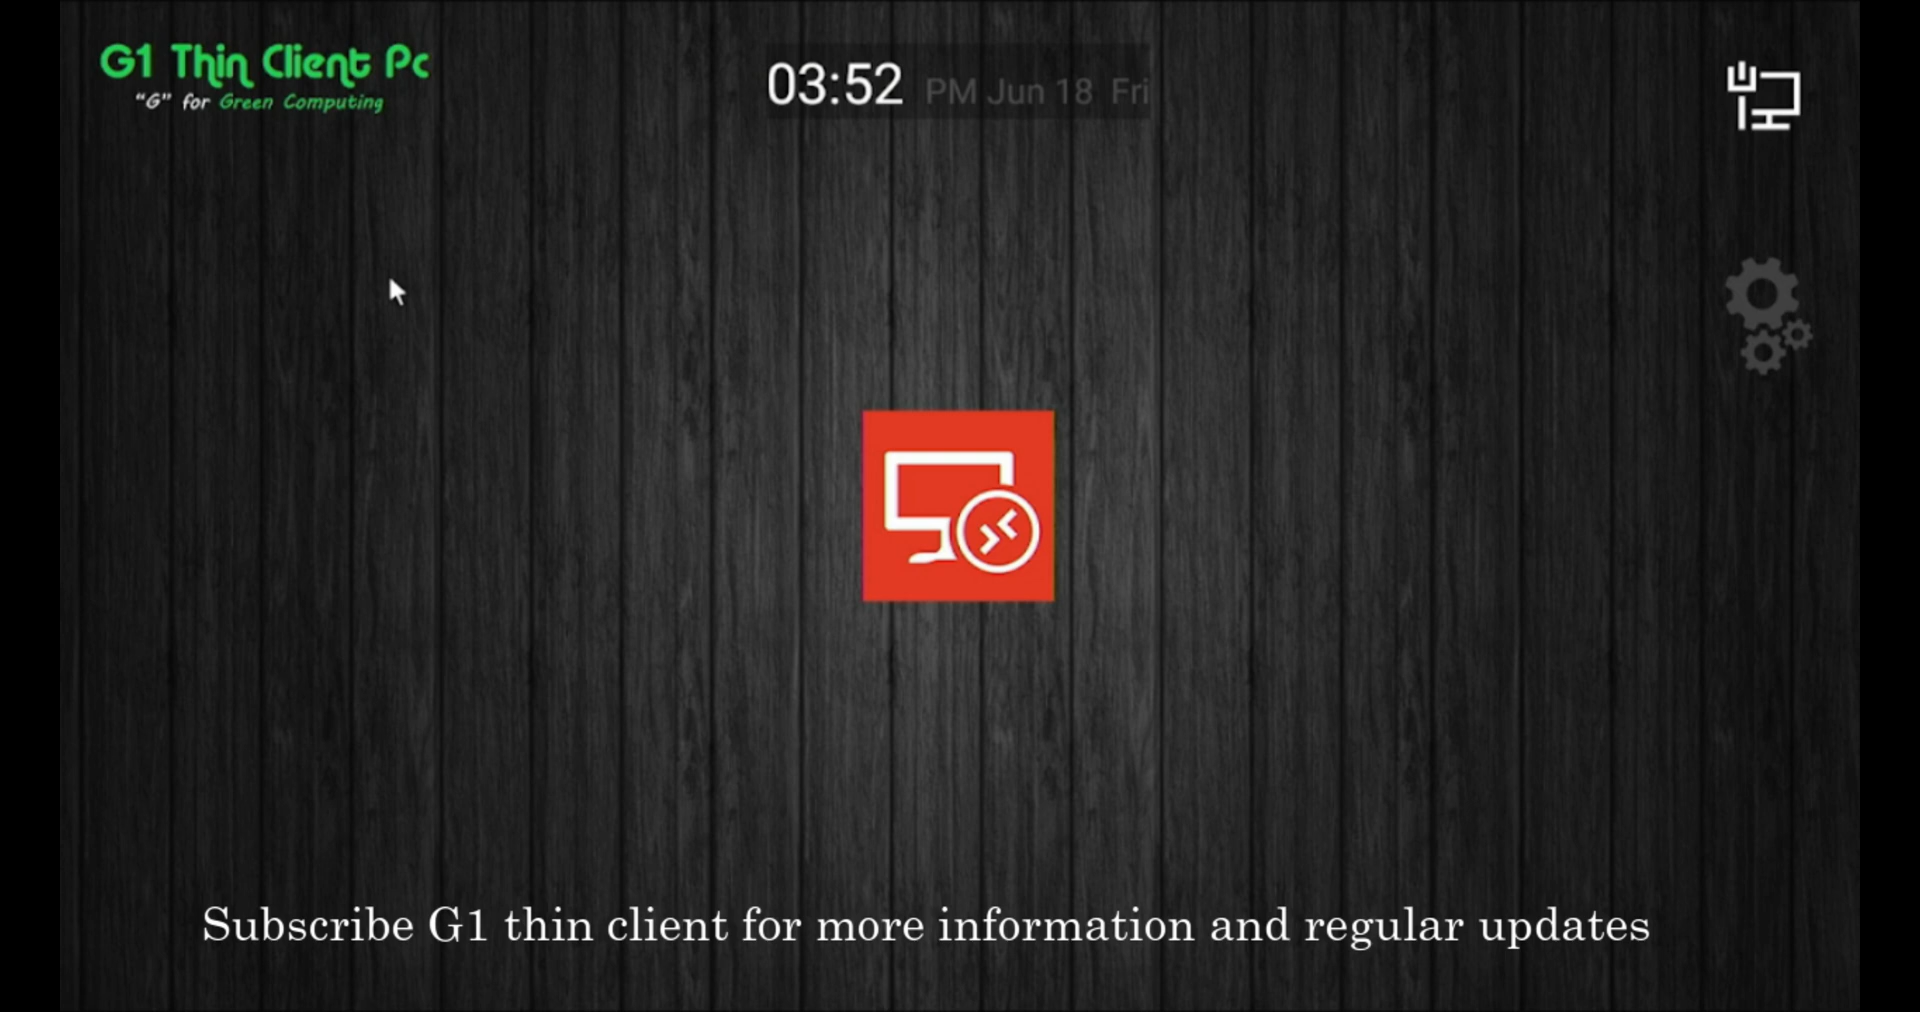 G1 Thin Client Pc
"G" for Green Computing
03:52 PM Jun 18 Fri
Subscribe G1 thin client for more information and regular updates